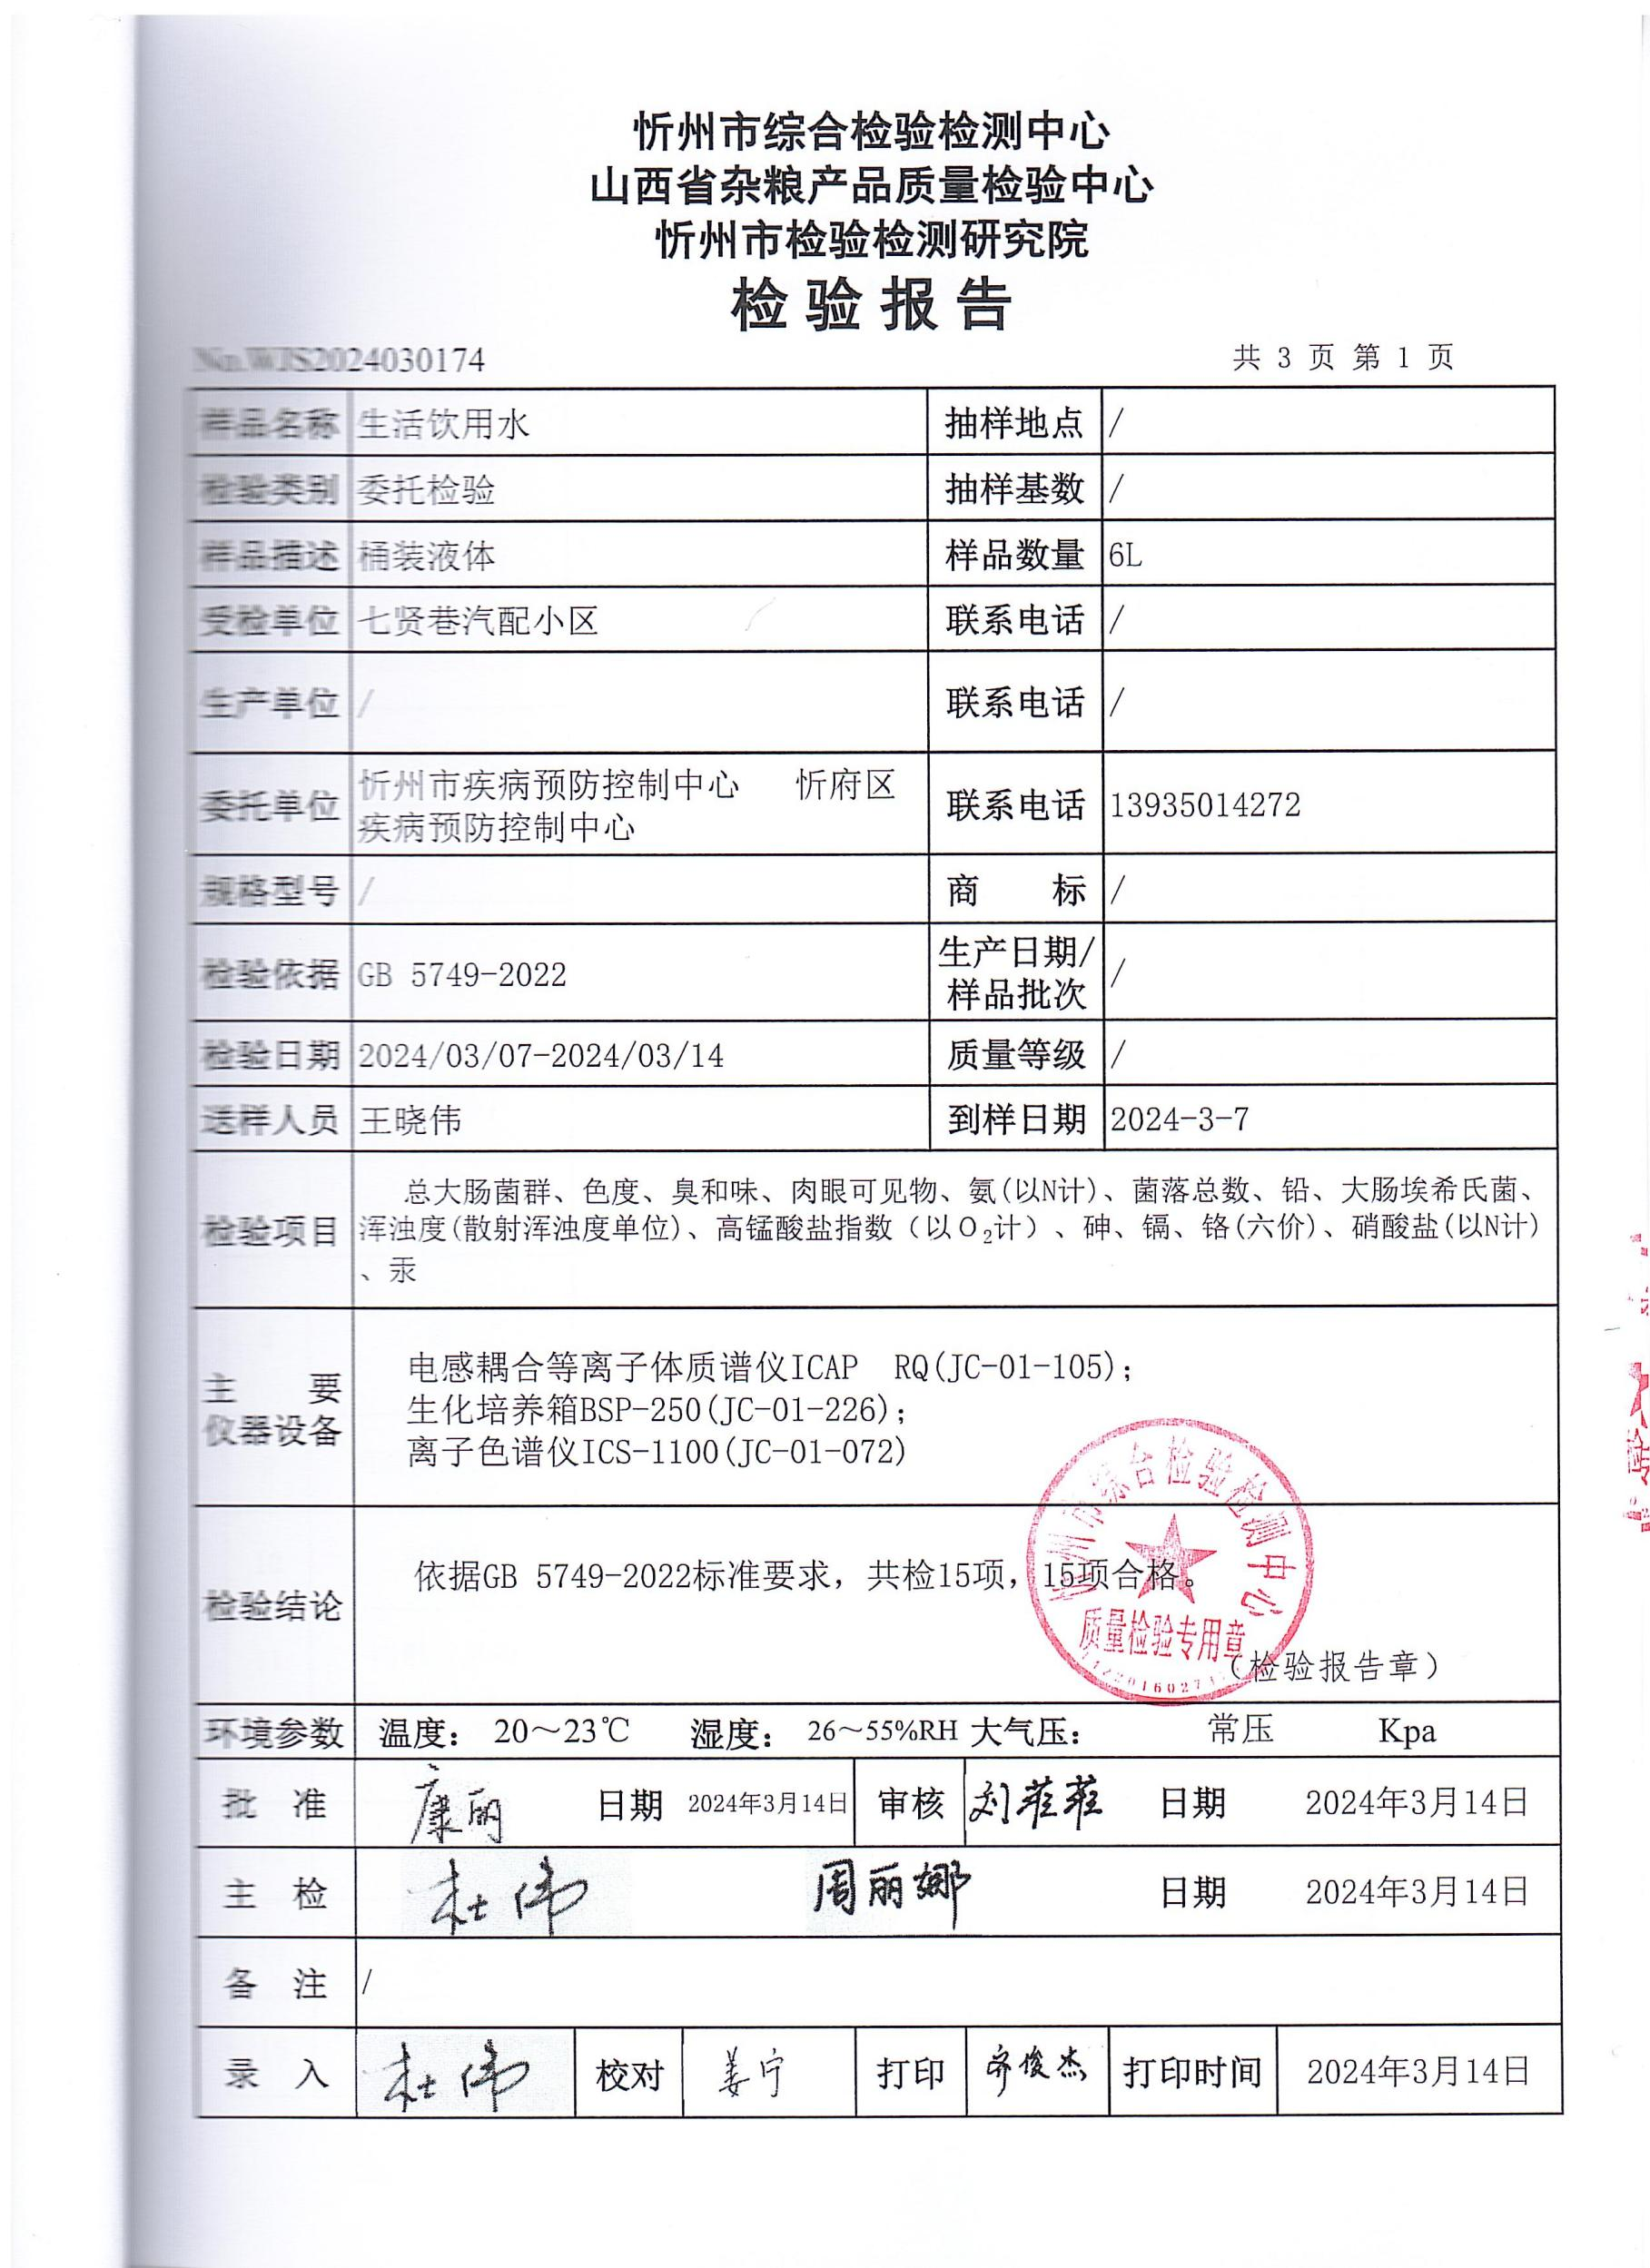 忻州市综合检验检测中心
山西省杂粮产品质量检验中心
忻州市检验检测研究院
检验报告
No.WJS2024030174 共 3 页 第 1 页
样品名称 生活饮用水 抽样地点 /
检验类别 委托检验 抽样基数 /
样品描述 桶装液体 样品数量 6L
受检单位 七贤巷汽配小区 联系电话 /
生产单位 / 联系电话 /
委托单位 忻州市疾病预防控制中心 忻府区
疾病预防控制中心 联系电话 13935014272
规格型号 / 商 标 /
检验依据 GB 5749-2022 生产日期/
样品批次 /
检验日期 2024/03/07-2024/03/14 质量等级 /
送样人员 王晓伟 到样日期 2024-3-7
检验项目 总大肠菌群、色度、臭和味、肉眼可见物、氨(以N计)、菌落总数、铅、大肠埃希氏菌、
浑浊度(散射浑浊度单位)、高锰酸盐指数（以O₂计）、砷、镉、铬(六价)、硝酸盐(以N计)
、汞
主 要
仪器设备
电感耦合等离子体质谱仪ICAP RQ(JC-01-105);
生化培养箱BSP-250(JC-01-226);
离子色谱仪ICS-1100(JC-01-072)
检验结论 依据GB 5749-2022标准要求，共检15项，15项合格。
忻州市综合检验检测中心
质量检验专用章
（检验报告章）
环境参数 温度： 20～23℃ 湿度： 26～55%RH 大气压： 常压 Kpa
批 准 康丽 日期 2024年3月14日 审核 刘菲菲 日期 2024年3月14日
主 检 杜伟 周丽娜 日期 2024年3月14日
备 注 /
录 入 杜伟 校对 姜宁 打印 齐俊杰 打印时间 2024年3月14日